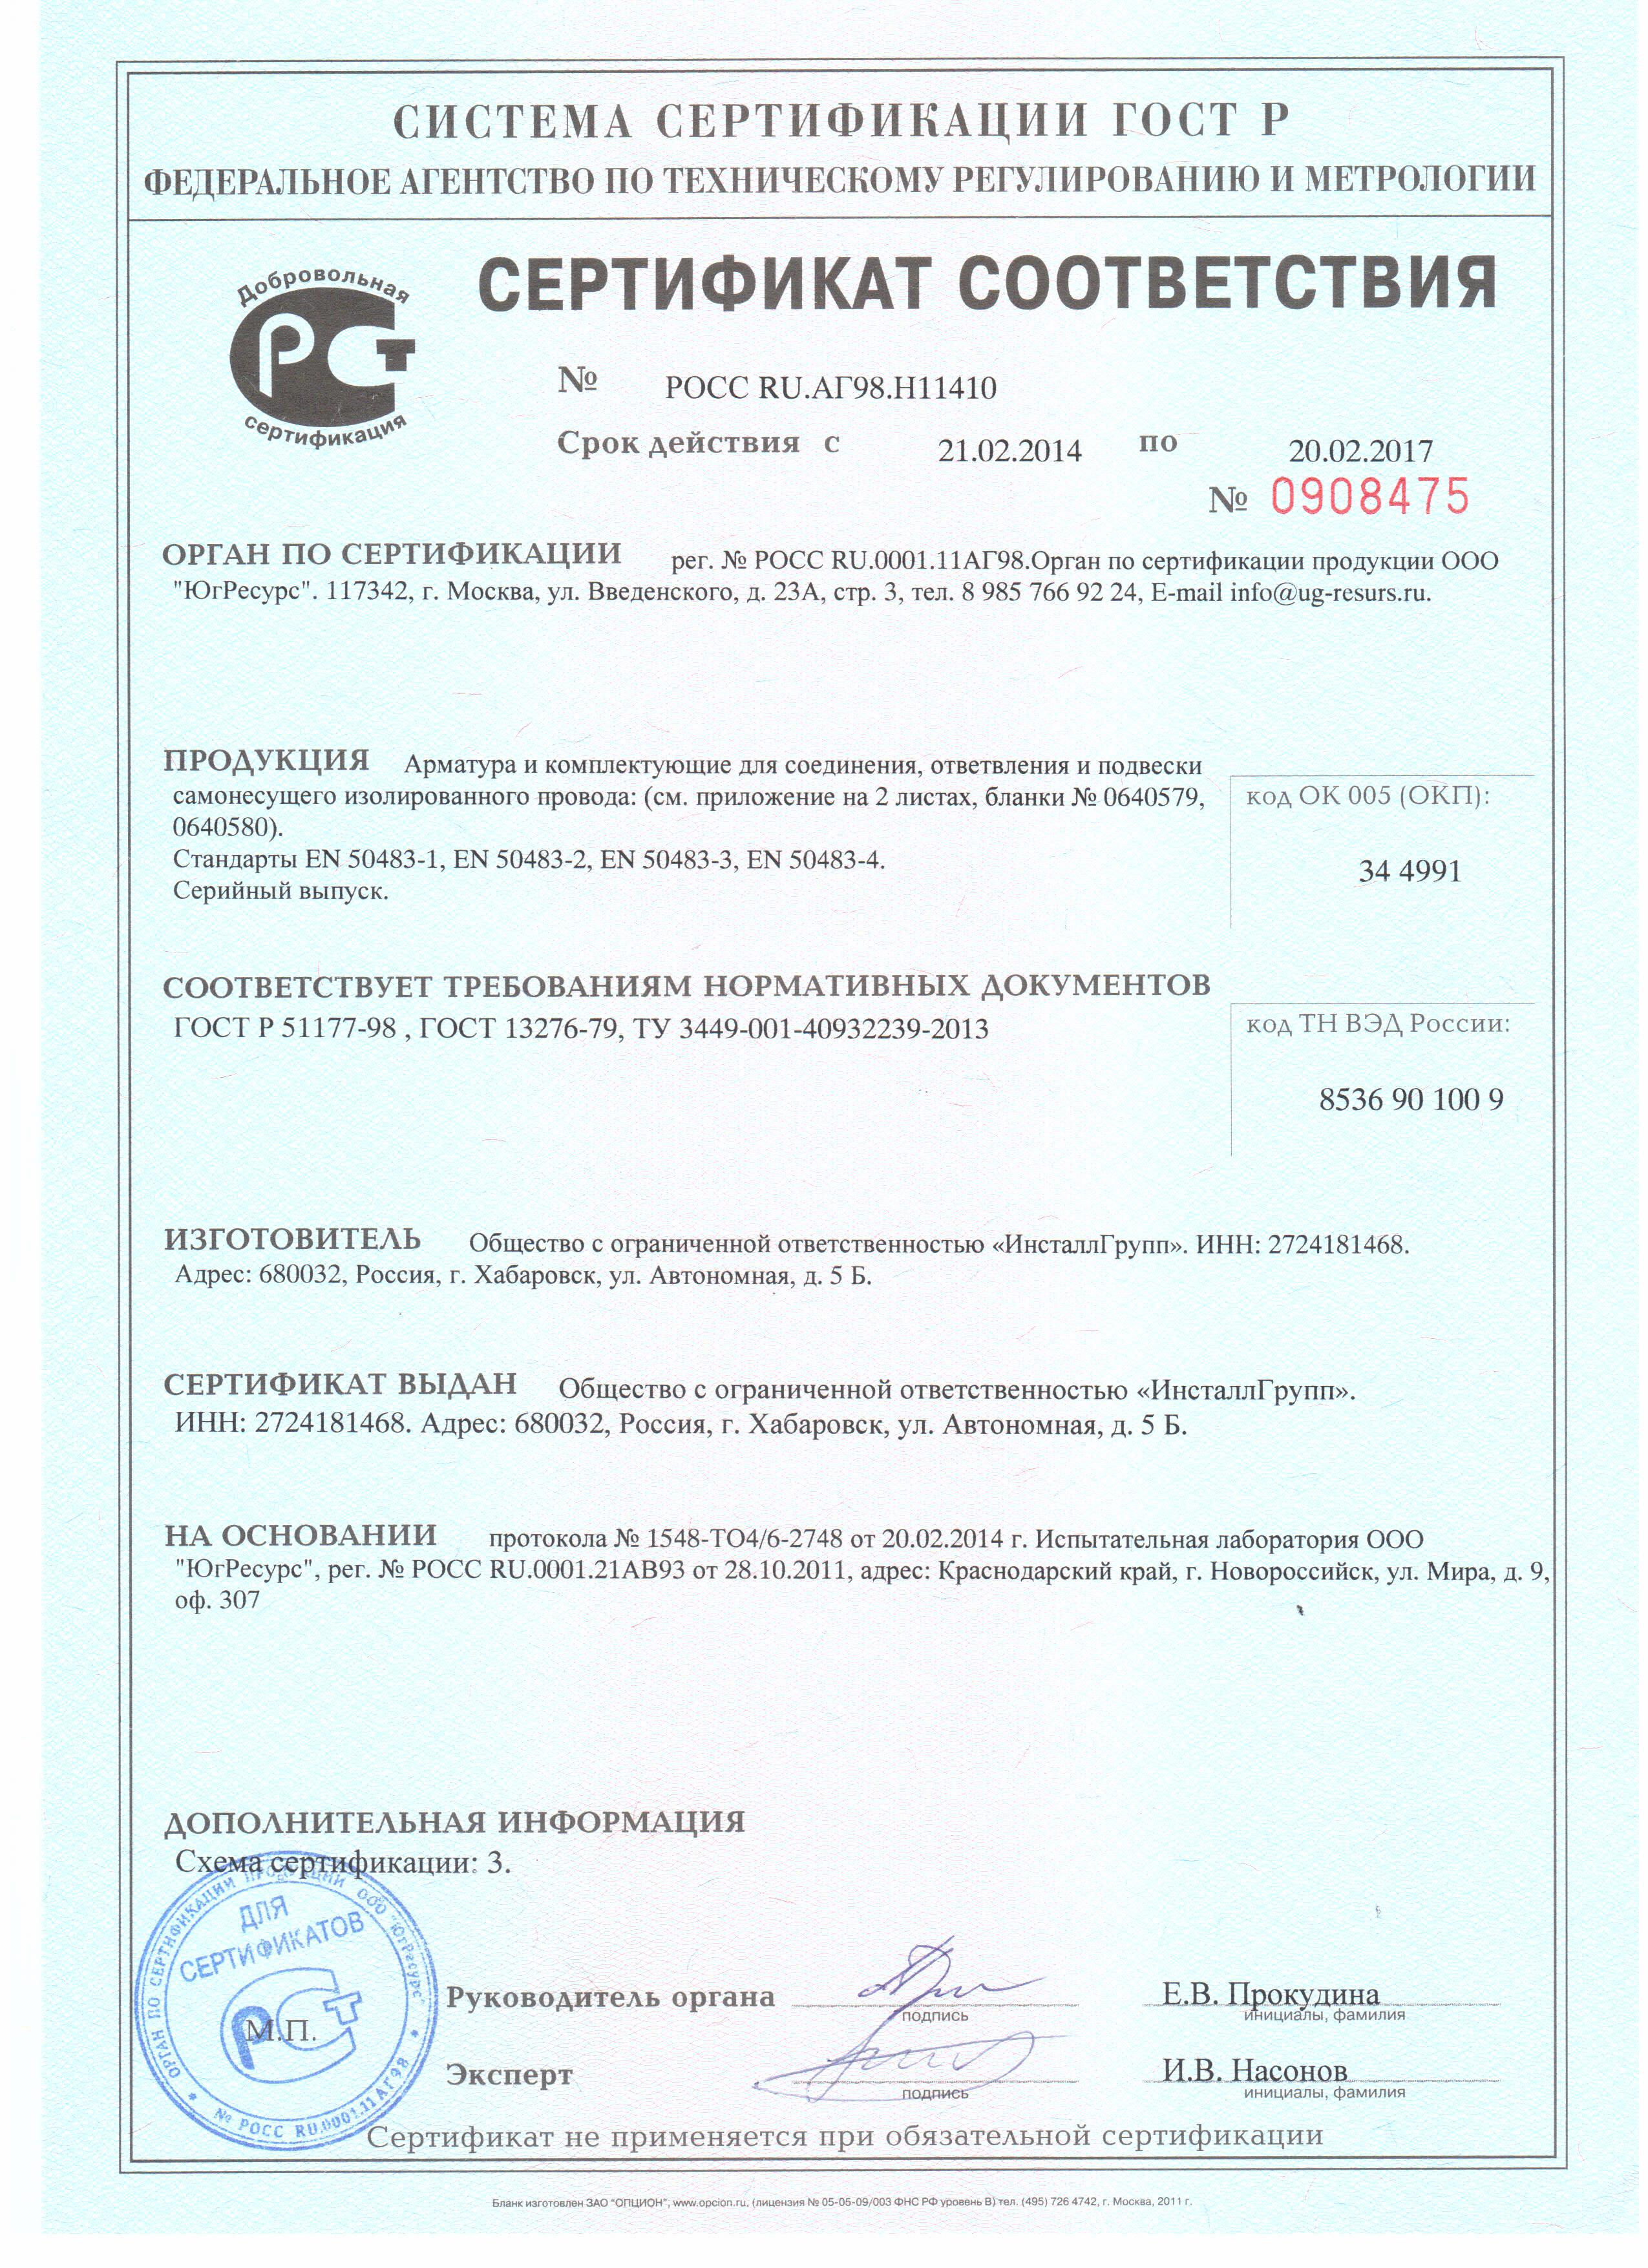 СИСТЕМА СЕРТИФИКАЦИИ ГОСТ Р
ФЕДЕРАЛЬНОЕ АГЕНТСТВО ПО ТЕХНИЧЕСКОМУ РЕГУЛИРОВАНИЮ И МЕТРОЛОГИИ
Добровольная
РСТ
сертификация
СЕРТИФИКАТ СООТВЕТСТВИЯ
№ РОСС RU.АГ98.Н11410
Срок действия с 21.02.2014 по 20.02.2017
№ 0908475
ОРГАН ПО СЕРТИФИКАЦИИ рег. № РОСС RU.0001.11АГ98.Орган по сертификации продукции ООО
"ЮгРесурс". 117342, г. Москва, ул. Введенского, д. 23А, стр. 3, тел. 8 985 766 92 24, E-mail info@ug-resurs.ru.
ПРОДУКЦИЯ Арматура и комплектующие для соединения, ответвления и подвески
самонесущего изолированного провода: (см. приложение на 2 листах, бланки № 0640579,
0640580).
Стандарты EN 50483-1, EN 50483-2, EN 50483-3, EN 50483-4.
Серийный выпуск.
код ОК 005 (ОКП):
34 4991
СООТВЕТСТВУЕТ ТРЕБОВАНИЯМ НОРМАТИВНЫХ ДОКУМЕНТОВ
ГОСТ Р 51177-98 , ГОСТ 13276-79, ТУ 3449-001-40932239-2013
код ТН ВЭД России:
8536 90 100 9
ИЗГОТОВИТЕЛЬ Общество с ограниченной ответственностью «ИнсталлГрупп». ИНН: 2724181468.
Адрес: 680032, Россия, г. Хабаровск, ул. Автономная, д. 5 Б.
СЕРТИФИКАТ ВЫДАН Общество с ограниченной ответственностью «ИнсталлГрупп».
ИНН: 2724181468. Адрес: 680032, Россия, г. Хабаровск, ул. Автономная, д. 5 Б.
НА ОСНОВАНИИ протокола № 1548-ТО4/6-2748 от 20.02.2014 г. Испытательная лаборатория ООО
"ЮгРесурс", рег. № РОСС RU.0001.21АВ93 от 28.10.2011, адрес: Краснодарский край, г. Новороссийск, ул. Мира, д. 9,
оф. 307
ДОПОЛНИТЕЛЬНАЯ ИНФОРМАЦИЯ
Схема сертификации: 3.
ОРГАН ПО СЕРТИФИКАЦИИ ПРОДУКЦИИ ООО "ЮгРесурс"
№ РОСС RU.0001.11АГ98
ДЛЯ
СЕРТИФИКАТОВ
РСТ
М.П.
Руководитель органа
подпись
Е.В. Прокудина
инициалы, фамилия
Эксперт
подпись
И.В. Насонов
инициалы, фамилия
Сертификат не применяется при обязательной сертификации
Бланк изготовлен ЗАО "ОПЦИОН", www.opcion.ru, (лицензия № 05-05-09/003 ФНС РФ уровень В) тел. (495) 726 4742, г. Москва, 2011 г.